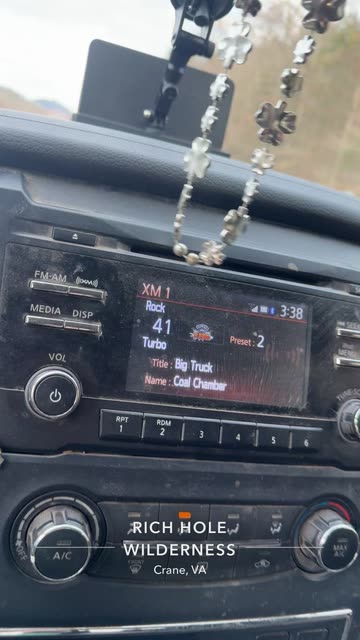 XM 1
3:38
Rock
41
Preset : 2
Turbo
Title : Big Truck
Name : Coal Chamber
FM·AM
MEDIA DISP
VOL
RPT
1
RDM
2
3
4
5
6
A/C
MAX
A/C
RICH HOLE
WILDERNESS
Crane, VA